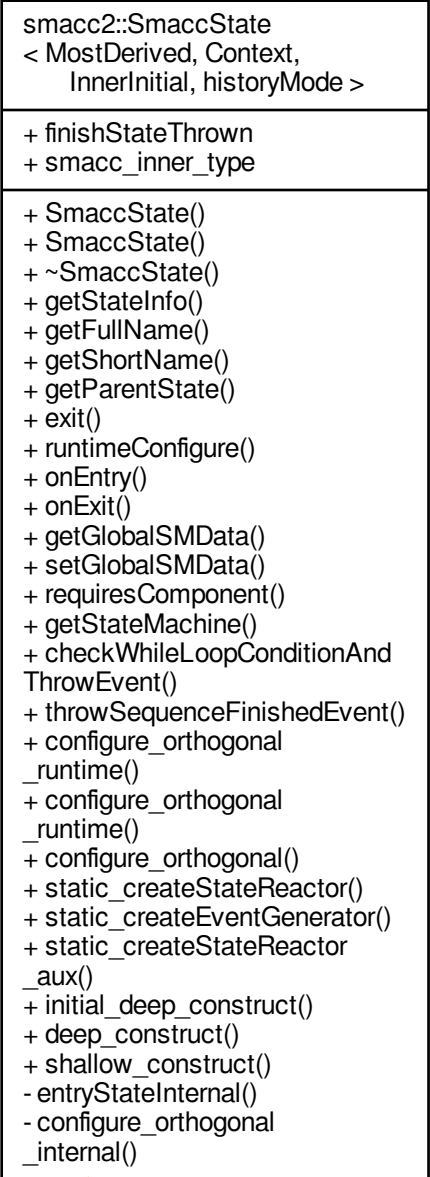 smacc2::SmaccState
< MostDerived, Context,
InnerInitial, historyMode >
+ finishStateThrown
+ smacc_inner_type
+ SmaccState()
+ SmaccState()
+ ~SmaccState()
+ getStateInfo()
+ getFullName()
+ getShortName()
+ getParentState()
+ exit()
+ runtimeConfigure()
+ onEntry()
+ onExit()
+ getGlobalSMData()
+ setGlobalSMData()
+ requiresComponent()
+ getStateMachine()
+ checkWhileLoopConditionAnd
ThrowEvent()
+ throwSequenceFinishedEvent()
+ configure_orthogonal
_runtime()
+ configure_orthogonal
_runtime()
+ configure_orthogonal()
+ static_createStateReactor()
+ static_createEventGenerator()
+ static_createStateReactor
_aux()
+ initial_deep_construct()
+ deep_construct()
+ shallow_construct()
- entryStateInternal()
- configure_orthogonal
_internal()